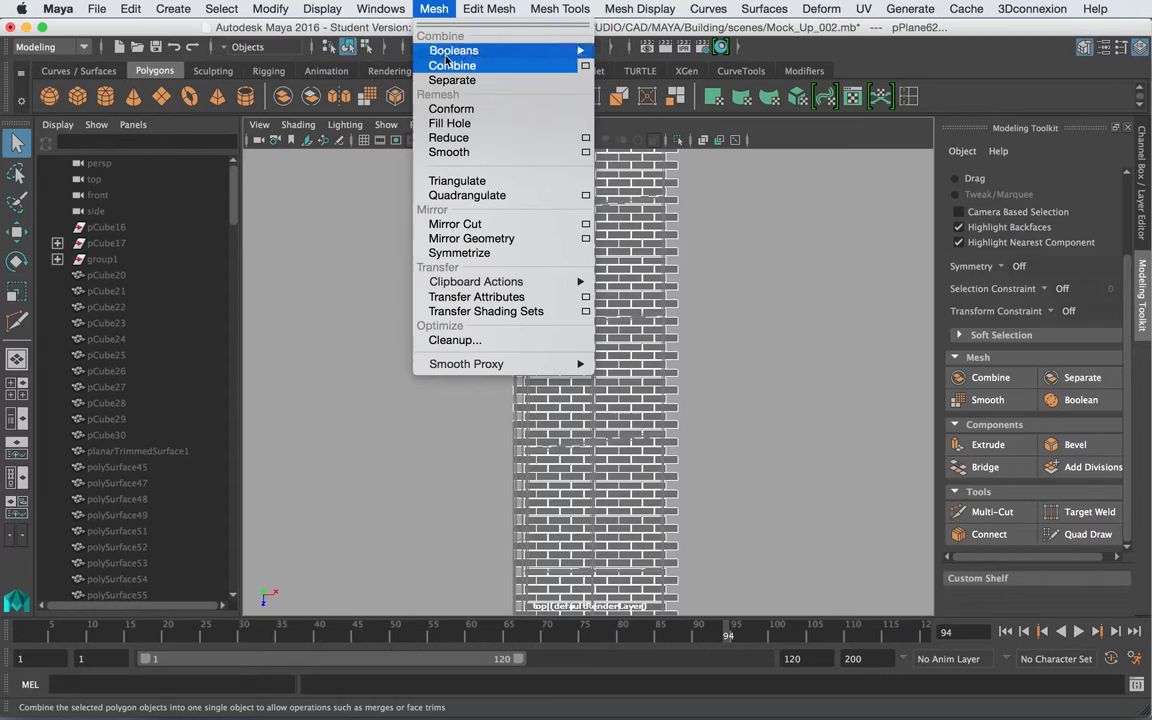 Maya File Edit Create Select Modify Display Windows Mesh Edit Mesh Mesh Tools Mesh Display Curves Surfaces Deform UV Generate Cache 3Dconnexion Help
Autodesk Maya 2016 - Student Version: UDIO/CAD/MAYA/Building/scenes/Mock_Up_002.mb* - pPlane62...
Modeling Objects
Curves / Surfaces Polygons Sculpting Rigging Animation Rendering et TURTLE XGen CurveTools Modifiers
Display Show Panels
View Shading Lighting Show
persp
top
front
side
pCube16
pCube17
group1
pCube20
pCube21
pCube22
pCube23
pCube24
pCube25
pCube26
pCube27
pCube28
pCube29
pCube30
planarTrimmedSurface1
polySurface45
polySurface47
polySurface48
polySurface49
polySurface51
polySurface52
polySurface53
polySurface54
polySurface55
Combine
Booleans
Combine
Separate
Remesh
Conform
Fill Hole
Reduce
Smooth
Triangulate
Quadrangulate
Mirror
Mirror Cut
Mirror Geometry
Symmetrize
Transfer
Clipboard Actions
Transfer Attributes
Transfer Shading Sets
Optimize
Cleanup...
Smooth Proxy
top (defaultRenderLayer)
Modeling Toolkit
Object Help
Drag
Tweak/Marquee
Camera Based Selection
Highlight Backfaces
Highlight Nearest Component
Symmetry Off
Selection Constraint Off 0
Transform Constraint Off
Soft Selection
Mesh
Combine Separate
Smooth Boolean
Components
Extrude Bevel
Bridge Add Divisions
Tools
Multi-Cut Target Weld
Connect Quad Draw
Custom Shelf
Channel Box / Layer Editor
Modeling Toolkit
5 10 15 20 25 30 35 40 45 50 55 60 65 70 75 80 85 90 95 100 105 110 115 12
94 94
1 1 1 120 120 200 No Anim Layer No Character Set
MEL
Combine the selected polygon objects into one single object to allow operations such as merges or face trims